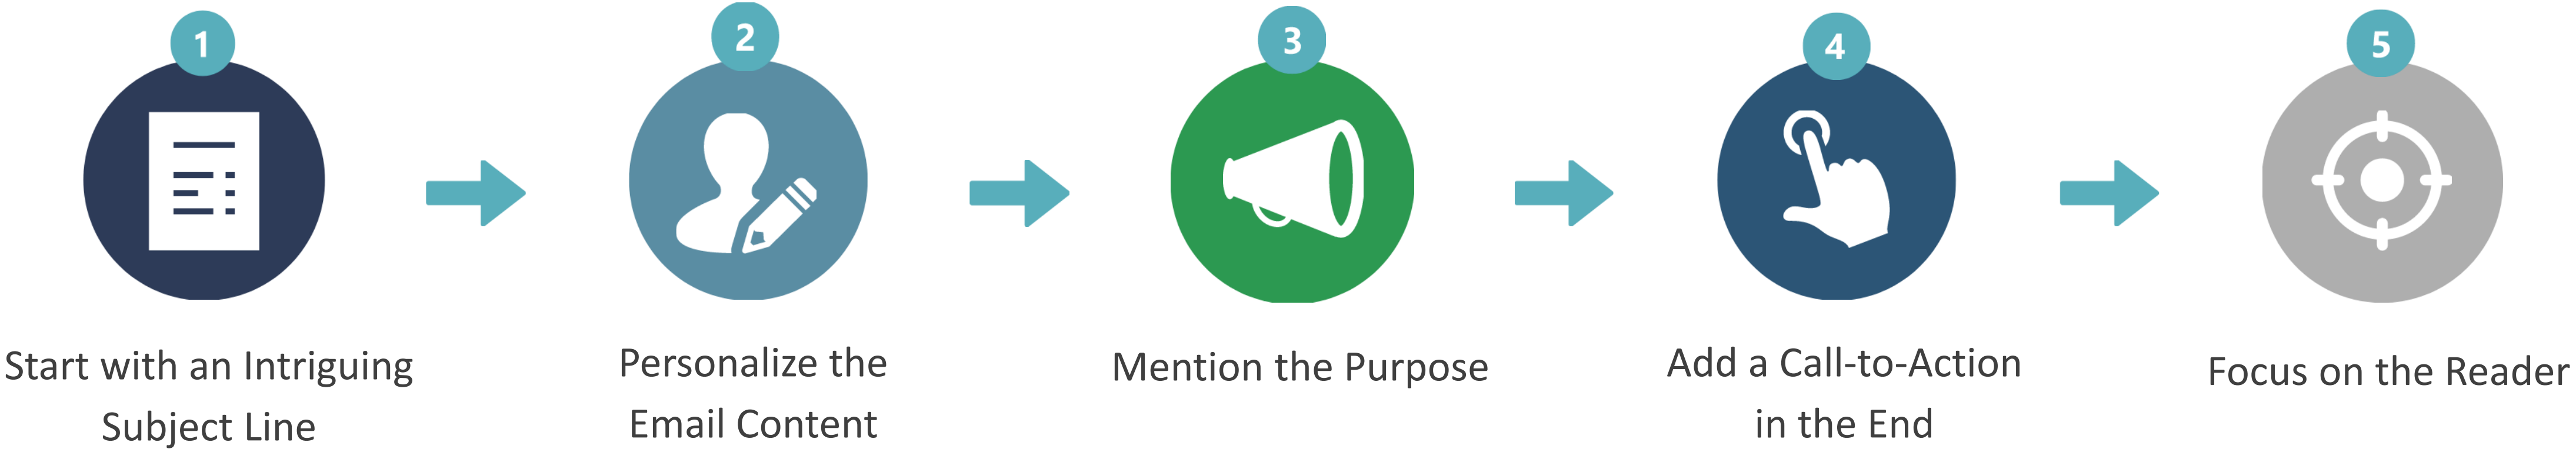 1
Start with an Intriguing
Subject Line
2
Personalize the
Email Content
3
Mention the Purpose
4
Add a Call-to-Action
in the End
5
Focus on the Reader